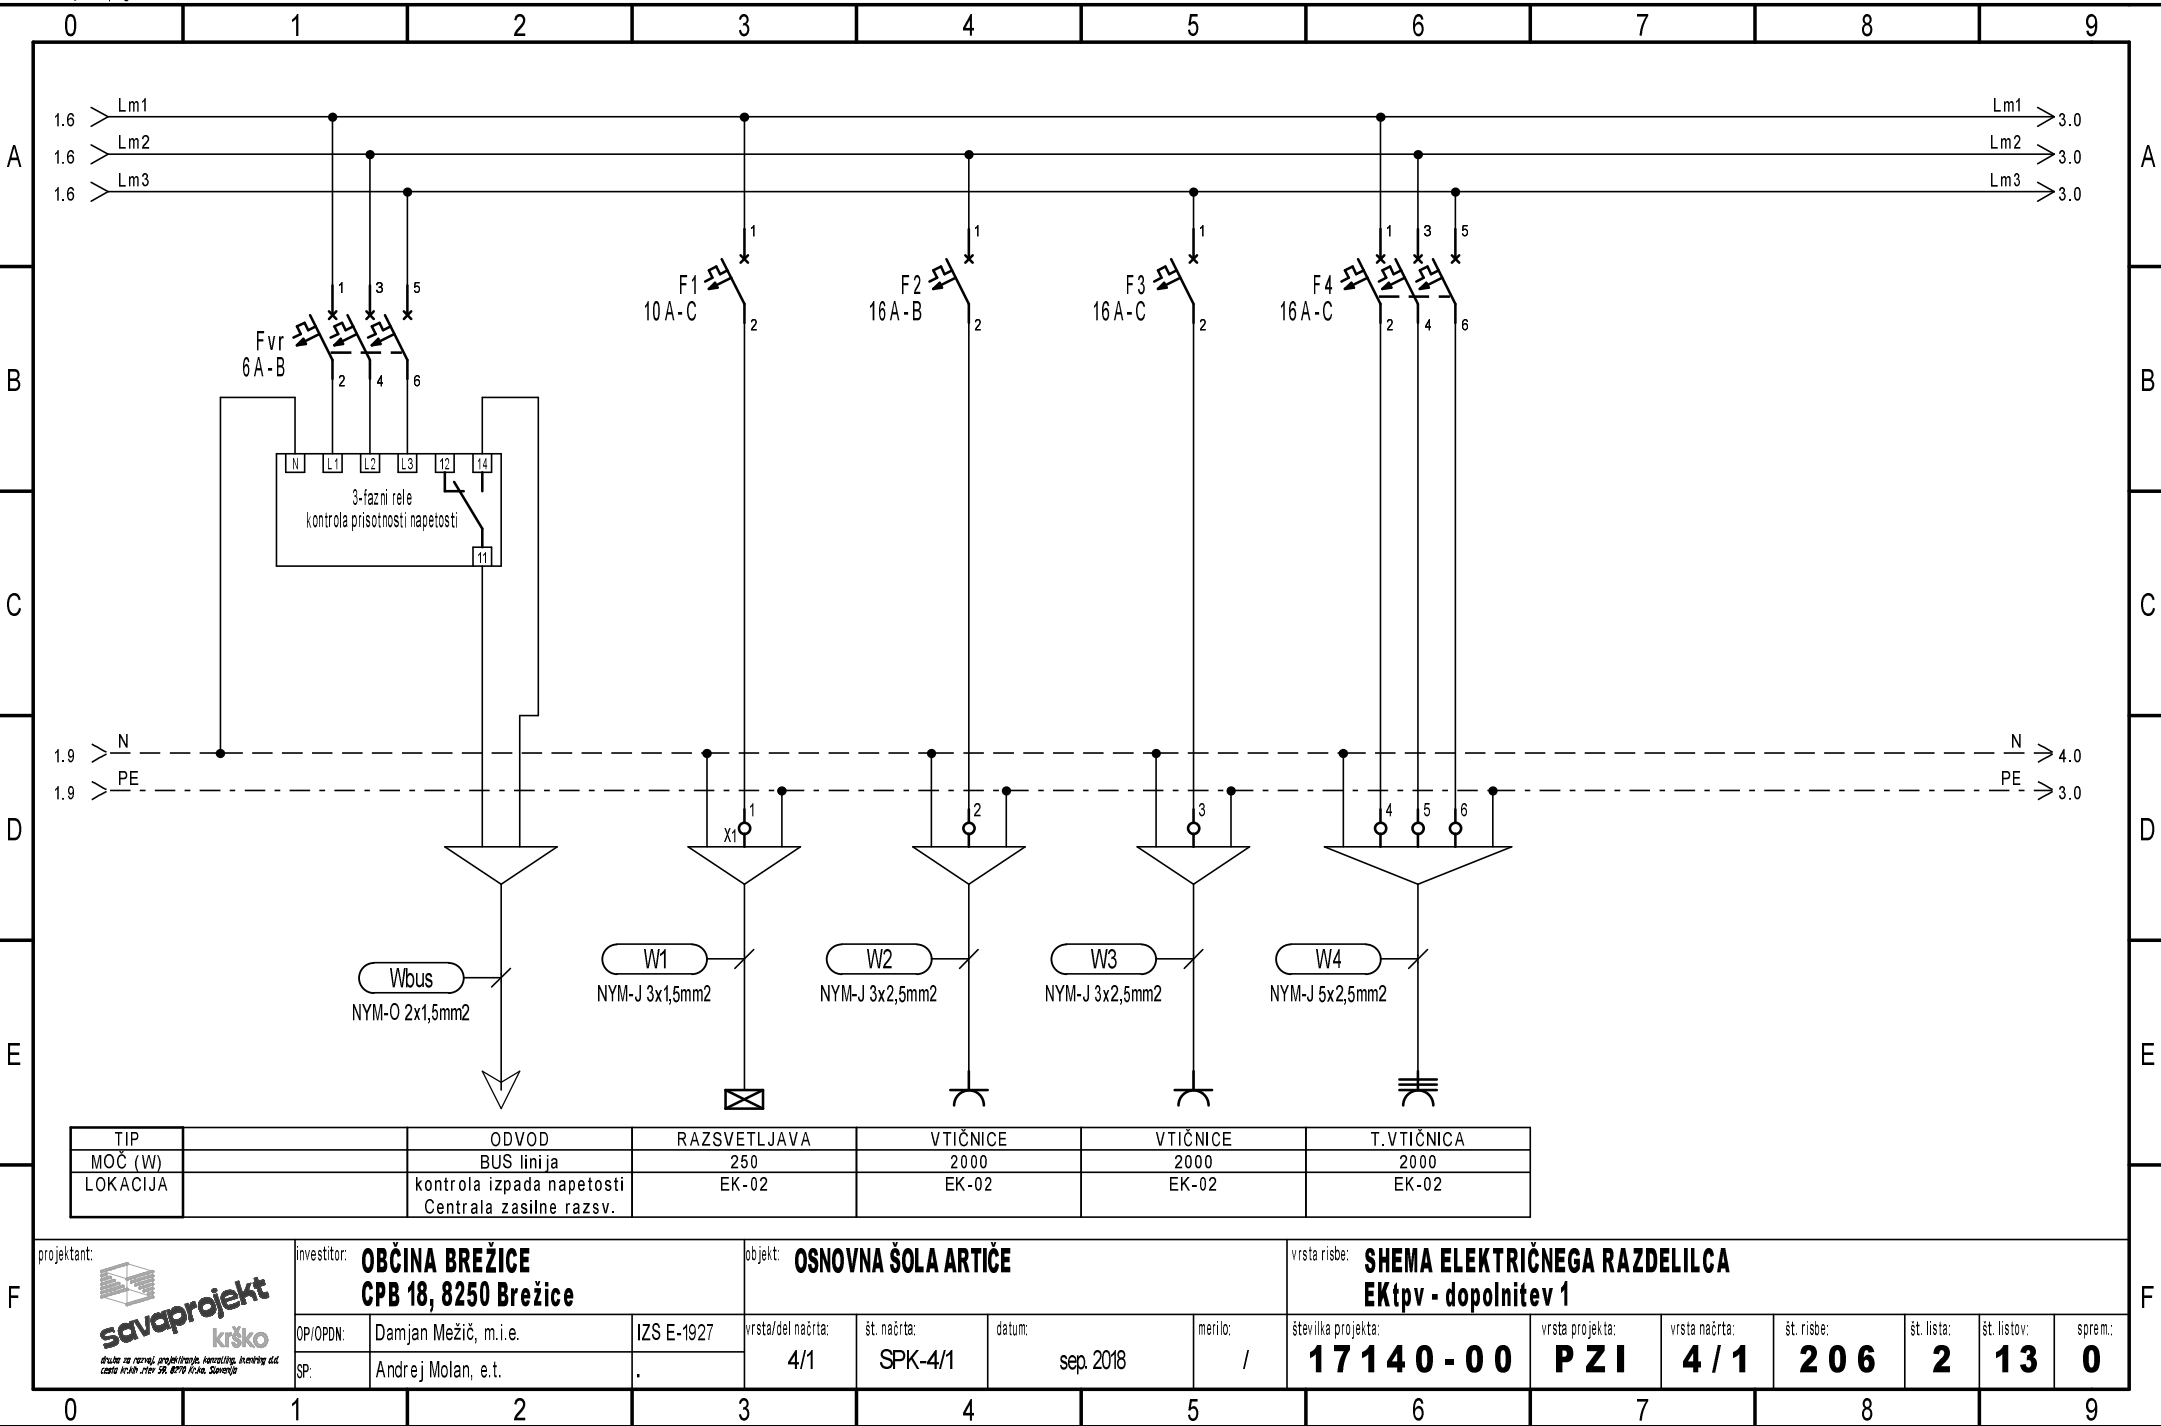 0 1 2 3 4 5 6 7 8 9
1.6 Lm1 Lm1 3.0
1.6 Lm2 Lm2 3.0
1.6 Lm3 Lm3 3.0
A A
1 1 1 1 3 5
F1 10A-C 2
F2 16A-B 2
F3 16A-C 2
F4 16A-C 2 4 6
1 3 5
Fvr 6A-B
2 4 6
B B
N L1 L2 L3 12 14
3-fazni rele
kontrola prisotnosti napetosti
11
C C
1.9 N N 4.0
1.9 PE PE 3.0
X1 1 2 3 4 5 6
D D
Wbus
NYM-O 2x1,5mm2
W1
NYM-J 3x1,5mm2
W2
NYM-J 3x2,5mm2
W3
NYM-J 3x2,5mm2
W4
NYM-J 5x2,5mm2
E E
TIP ODVOD RAZSVETLJAVA VTIČNICE VTIČNICE T.VTIČNICA
MOČ (W) BUS linija 250 2000 2000 2000
LOKACIJA kontrola izpada napetosti EK-02 EK-02 EK-02 EK-02
Centrala zasilne razsv.
F F
projektant:
savaprojekt
krško
investitor: OBČINA BREŽICE
CPB 18, 8250 Brežice
objekt: OSNOVNA ŠOLA ARTIČE
vrsta risbe: SHEMA ELEKTRIČNEGA RAZDELILCA
EKtpv - dopolnitev 1
OP/OPDN: Damjan Mežič, m.i.e. IZS E-1927
SP: Andrej Molan, e.t. .
vrsta/del načrta: 4/1
št. načrta: SPK-4/1
datum: sep. 2018
merilo: /
številka projekta: 17140-00
vrsta projekta: PZI
vrsta načrta: 4/1
št. risbe: 206
št. lista: 2
št. listov: 13
sprem.: 0
0 1 2 3 4 5 6 7 8 9